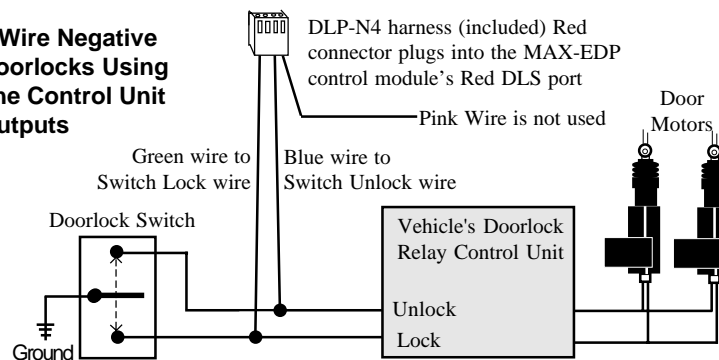 Wire Negative
oorlocks Using
ne Control Unit
utputs
DLP-N4 harness (included) Red
connector plugs into the MAX-EDP
control module's Red DLS port
Pink Wire is not used
Door
Motors
Green wire to
Switch Lock wire
Blue wire to
Switch Unlock wire
Doorlock Switch
Vehicle's Doorlock
Relay Control Unit
Unlock
Lock
Ground